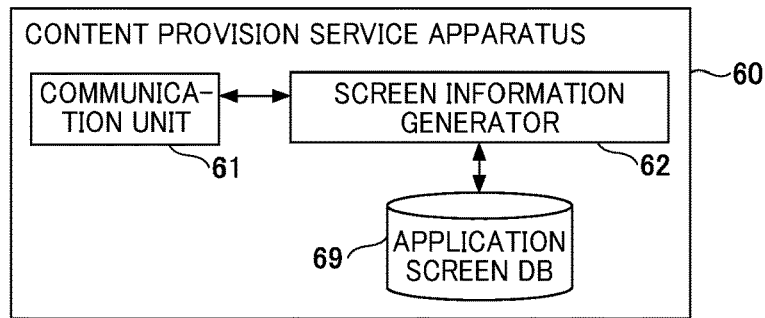 CONTENT PROVISION SERVICE APPARATUS
60
COMMUNICA-
TION UNIT
61
SCREEN INFORMATION
GENERATOR
62
69
APPLICATION
SCREEN DB